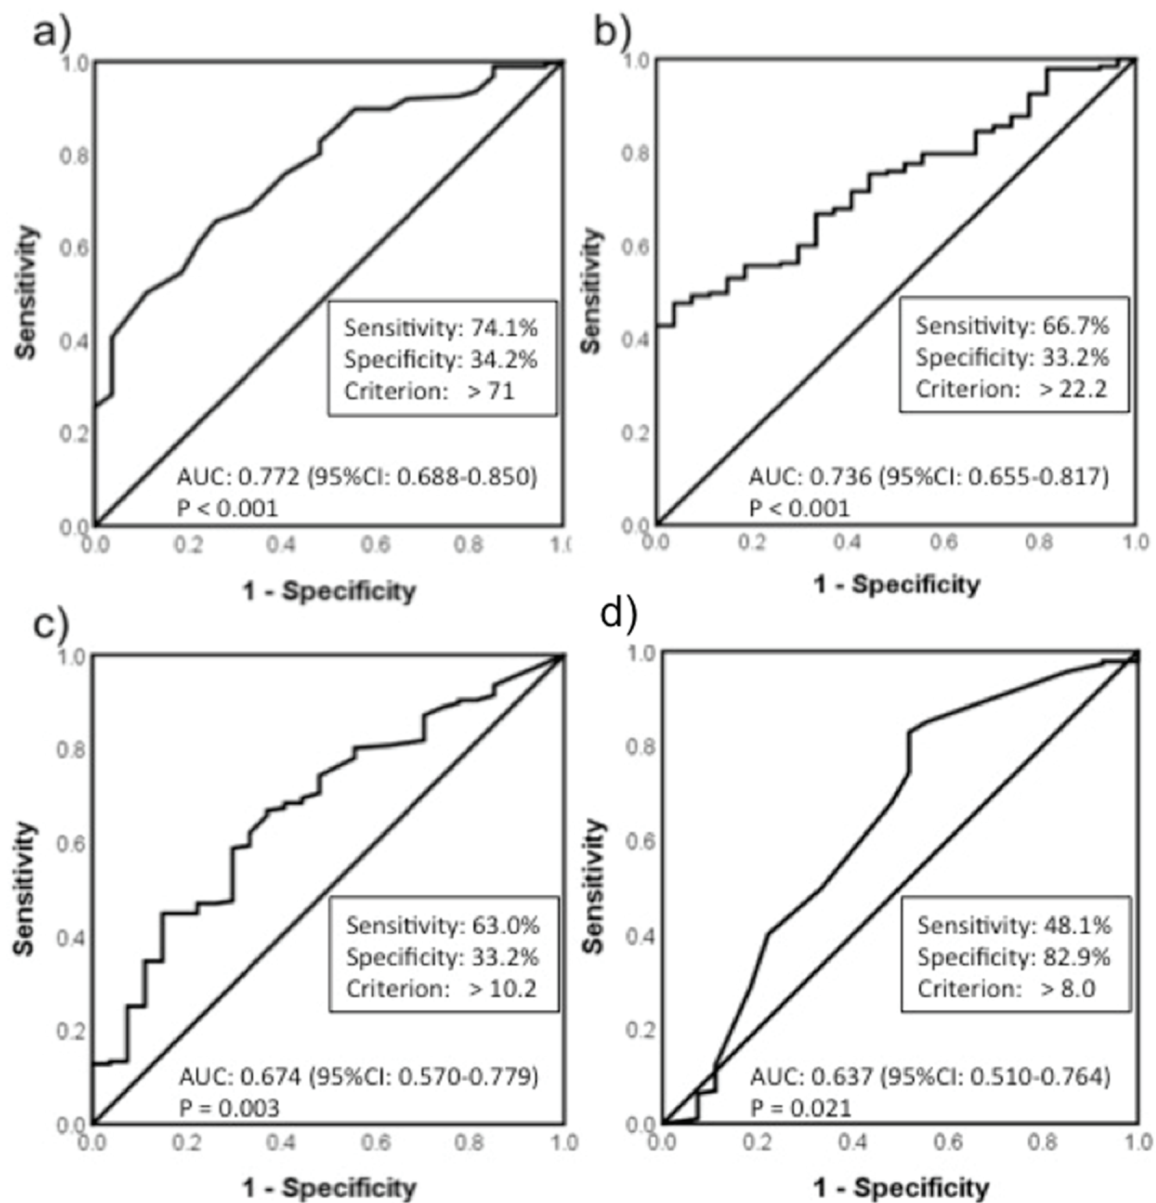 a)
1.0
0.8
0.6
0.4
0.2
0.0
Sensitivity
Sensitivity: 74.1%
Specificity: 34.2%
Criterion: > 71
AUC: 0.772 (95%CI: 0.688-0.850)
P < 0.001
0.0 0.2 0.4 0.6 0.8 1.0
1 - Specificity
b)
1.0
0.8
0.6
0.4
0.2
0.0
Sensitivity
Sensitivity: 66.7%
Specificity: 33.2%
Criterion: > 22.2
AUC: 0.736 (95%CI: 0.655-0.817)
P < 0.001
0.0 0.2 0.4 0.6 0.8 1.0
1 - Specificity
c)
1.0
0.8
0.6
0.4
0.2
0.0
Sensitivity
Sensitivity: 63.0%
Specificity: 33.2%
Criterion: > 10.2
AUC: 0.674 (95%CI: 0.570-0.779)
P = 0.003
0.0 0.2 0.4 0.6 0.8 1.0
1 - Specificity
d)
1.0
0.8
0.6
0.4
0.2
0.0
Sensitivity
Sensitivity: 48.1%
Specificity: 82.9%
Criterion: > 8.0
AUC: 0.637 (95%CI: 0.510-0.764)
P = 0.021
0.0 0.2 0.4 0.6 0.8 1.0
1 - Specificity